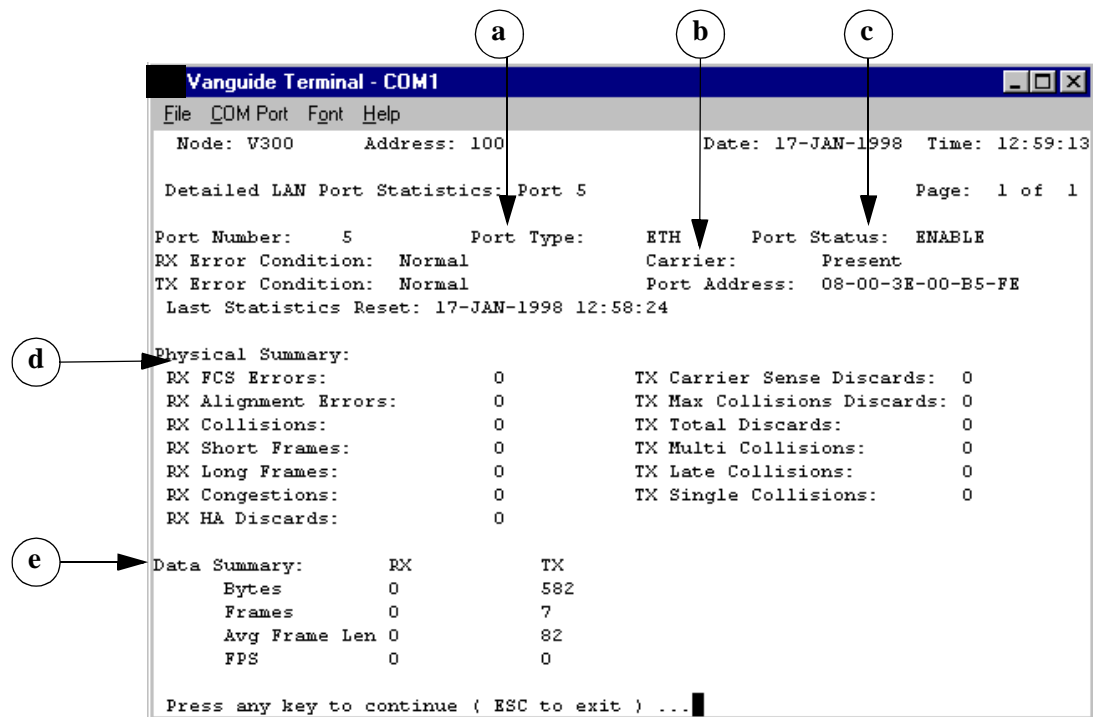 a b c
Vanguide Terminal - COM1
File COM Port Font Help
Node: V300 Address: 100 Date: 17-JAN-1998 Time: 12:59:13
Detailed LAN Port Statistics: Port 5 Page: 1 of 1
Port Number: 5 Port Type: ETH Port Status: ENABLE
RX Error Condition: Normal Carrier: Present
TX Error Condition: Normal Port Address: 08-00-3E-00-B5-FE
Last Statistics Reset: 17-JAN-1998 12:58:24
d
Physical Summary:
RX FCS Errors: 0 TX Carrier Sense Discards: 0
RX Alignment Errors: 0 TX Max Collisions Discards: 0
RX Collisions: 0 TX Total Discards: 0
RX Short Frames: 0 TX Multi Collisions: 0
RX Long Frames: 0 TX Late Collisions: 0
RX Congestions: 0 TX Single Collisions: 0
RX HA Discards: 0
e
Data Summary: RX TX
Bytes 0 582
Frames 0 7
Avg Frame Len 0 82
FPS 0 0
Press any key to continue ( ESC to exit ) ...